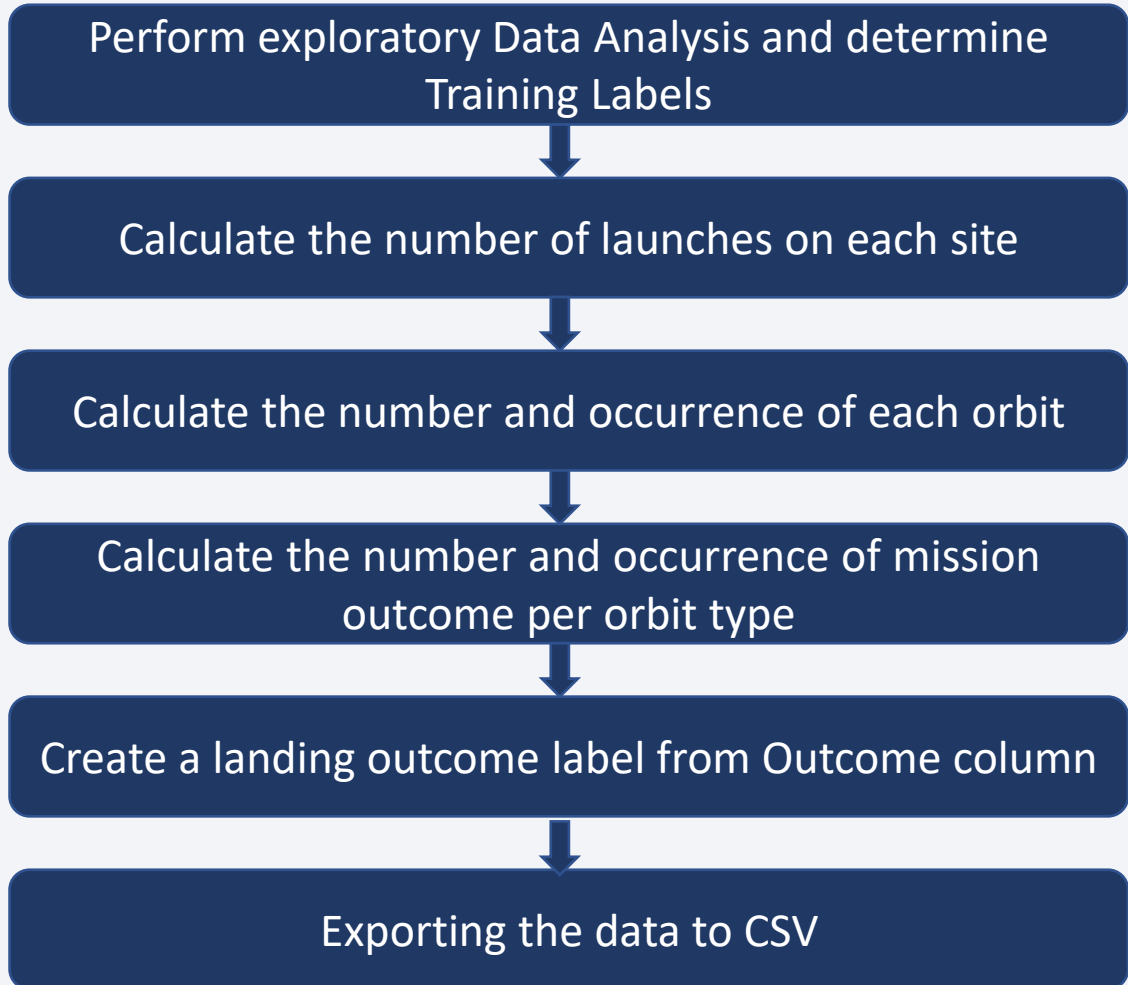 Perform exploratory Data Analysis and determine
Training Labels
Calculate the number of launches on each site
Calculate the number and occurrence of each orbit
Calculate the number and occurrence of mission
outcome per orbit type
Create a landing outcome label from Outcome column
Exporting the data to CSV